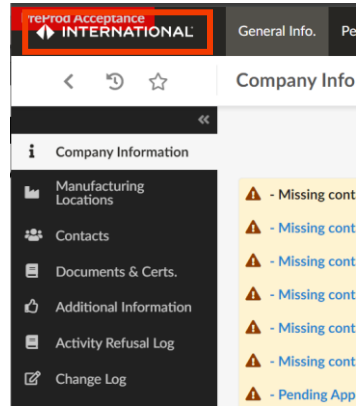 PreProd Acceptance
INTERNATIONAL
General Info.
Company Info
Company Information
Manufacturing
Locations
Contacts
Documents & Certs.
Additional Information
Activity Refusal Log
Change Log
- Missing cont
- Missing cont
- Missing cont
- Missing cont
- Missing cont
- Missing cont
- Pending App